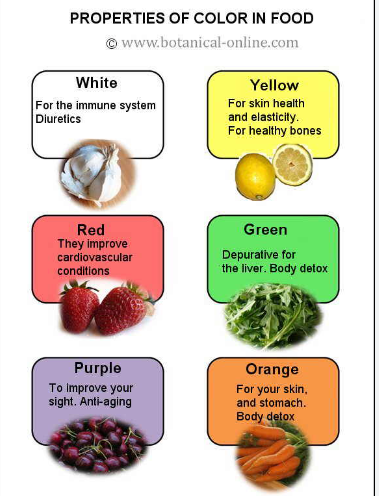 PROPERTIES OF COLOR IN FOOD
© www.botanical-online.com
White
For the immune system
Diuretics
Yellow
For skin health
and elasticity.
For healthy bones
Red
They improve
cardiovascular
conditions
Green
Depurative for
the liver. Body detox
Purple
To improve your
sight. Anti-aging
Orange
For your skin,
and stomach.
Body detox